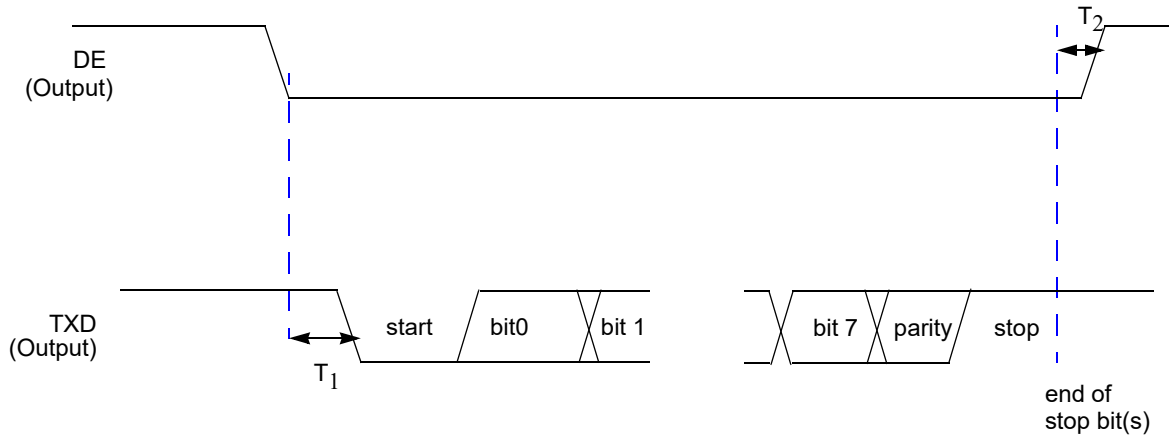 T2
DE
(Output)
TXD
(Output)
start bit0 bit 1 bit 7 parity stop
T1
end of
stop bit(s)